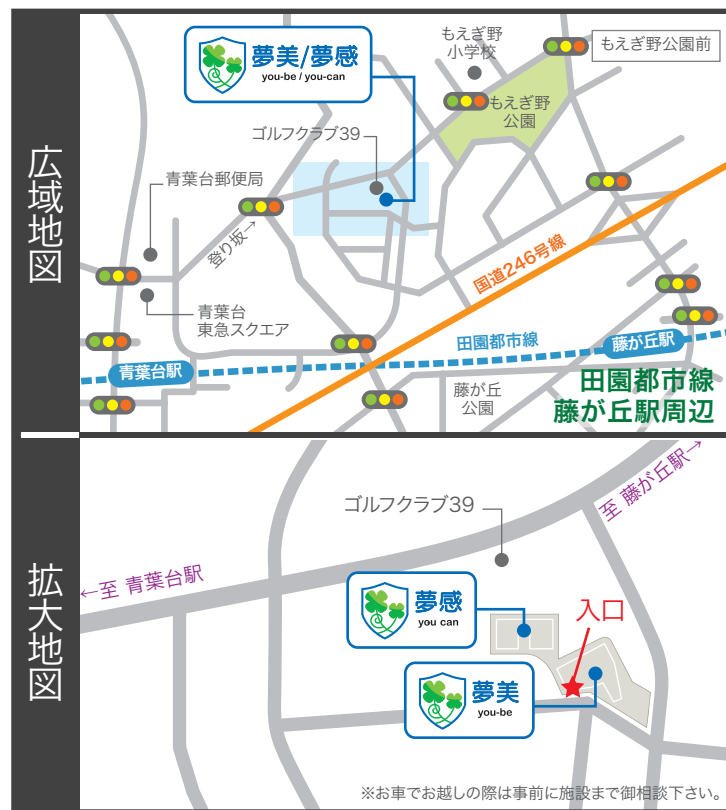 広域地図
夢美/夢感
you-be / you-can
もえぎ野
小学校
もえぎ野公園前
もえぎ野
公園
ゴルフクラブ39
青葉台郵便局
登り坂→
青葉台
東急スクエア
国道246号線
田園都市線
藤が丘駅
青葉台駅
藤が丘
公園
田園都市線
藤が丘駅周辺
拡大地図
至 藤が丘駅→
ゴルフクラブ39
←至 青葉台駅
夢感
you can
入口
夢美
you-be
※お車でお越しの際は事前に施設まで御相談下さい。